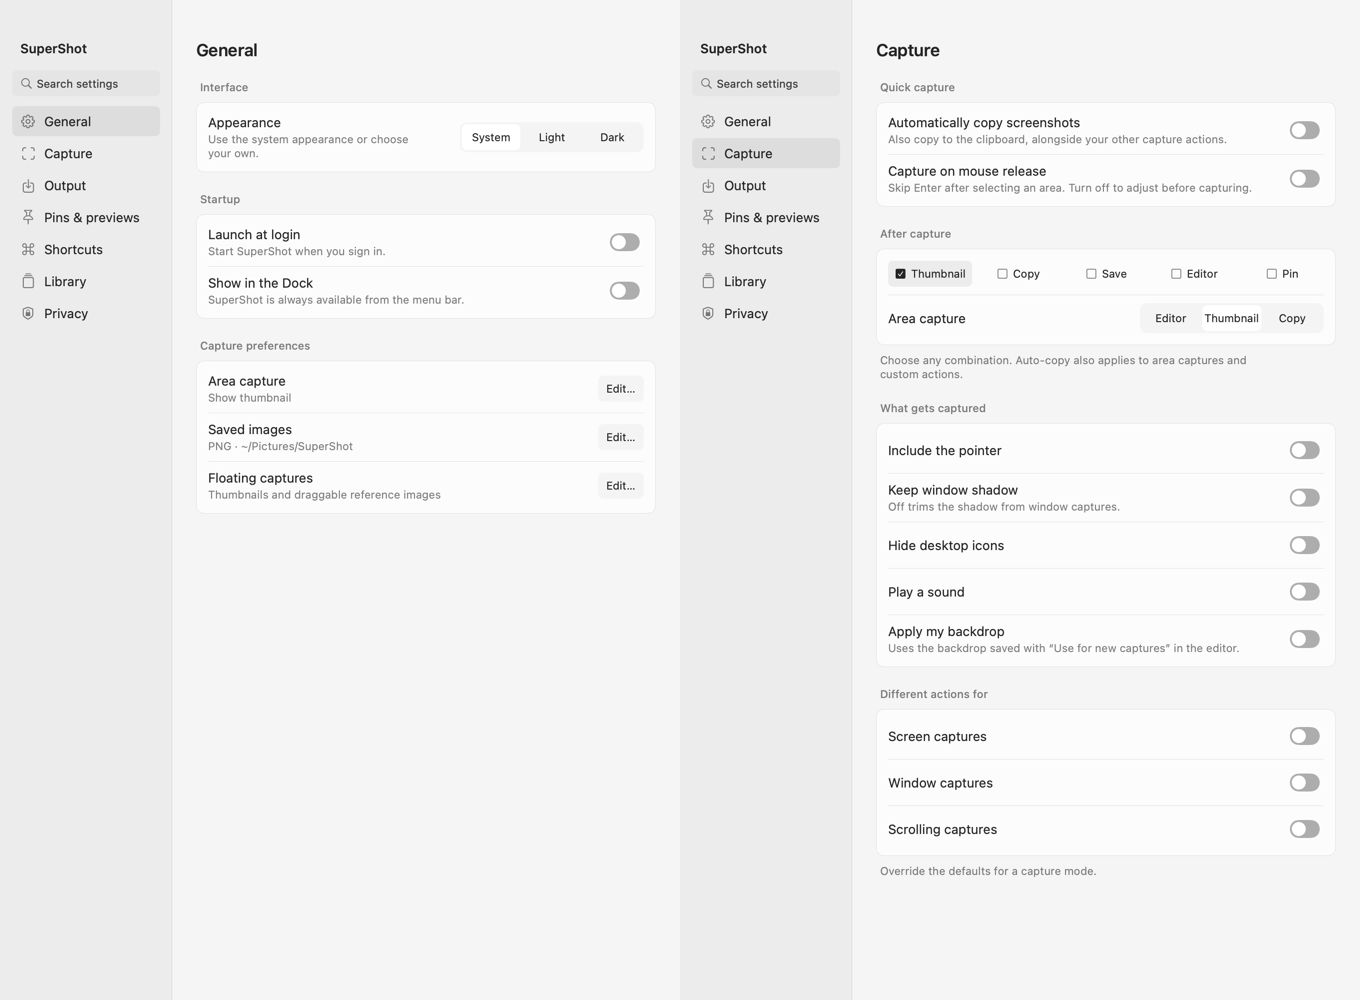 SuperShot
Search settings
General
Capture
Output
Pins & previews
Shortcuts
Library
Privacy
General
Interface
Appearance
Use the system appearance or choose
your own.
System Light Dark
Startup
Launch at login
Start SuperShot when you sign in.
Show in the Dock
SuperShot is always available from the menu bar.
Capture preferences
Area capture
Show thumbnail
Edit...
Saved images
PNG · ~/Pictures/SuperShot
Edit...
Floating captures
Thumbnails and draggable reference images
Edit...
SuperShot
Search settings
General
Capture
Output
Pins & previews
Shortcuts
Library
Privacy
Capture
Quick capture
Automatically copy screenshots
Also copy to the clipboard, alongside your other capture actions.
Capture on mouse release
Skip Enter after selecting an area. Turn off to adjust before capturing.
After capture
Thumbnail Copy Save Editor Pin
Area capture
Editor Thumbnail Copy
Choose any combination. Auto-copy also applies to area captures and
custom actions.
What gets captured
Include the pointer
Keep window shadow
Off trims the shadow from window captures.
Hide desktop icons
Play a sound
Apply my backdrop
Uses the backdrop saved with “Use for new captures” in the editor.
Different actions for
Screen captures
Window captures
Scrolling captures
Override the defaults for a capture mode.